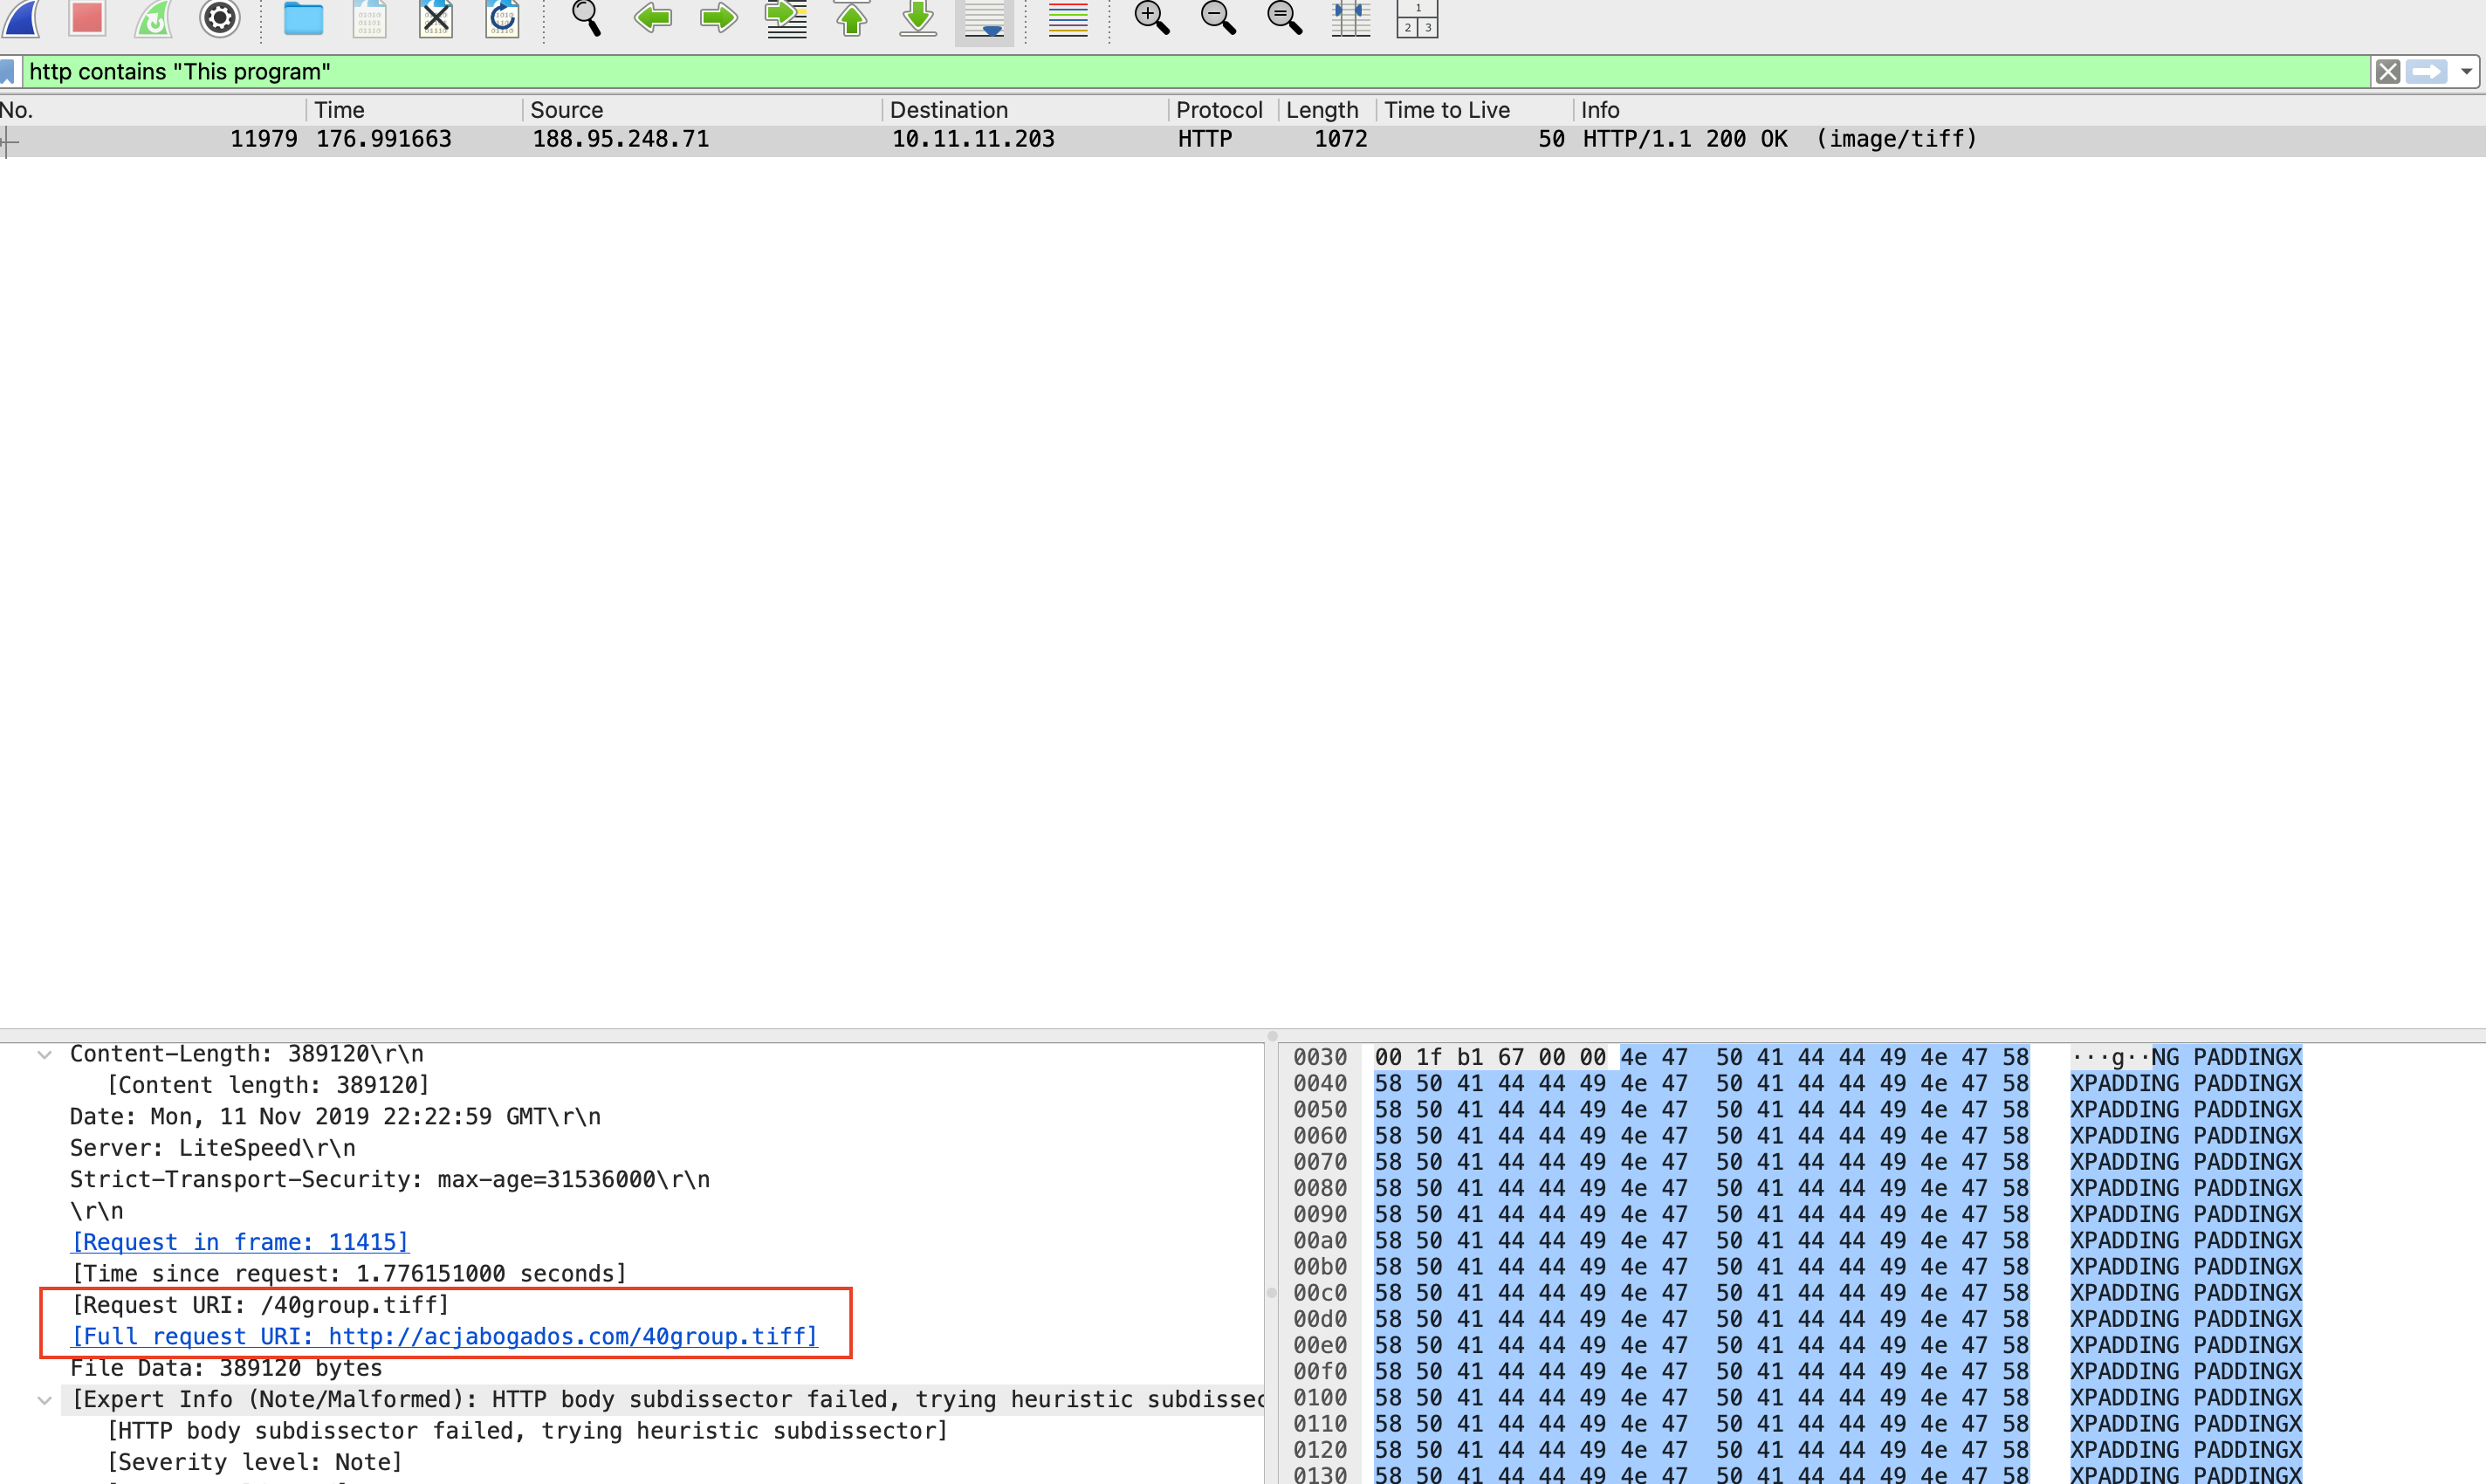 http contains "This program"
No. Time Source Destination Protocol Length Time to Live Info
11979 176.991663 188.95.248.71 10.11.11.203 HTTP 1072 50 HTTP/1.1 200 OK (image/tiff)
Content-Length: 389120\r\n
[Content length: 389120]
Date: Mon, 11 Nov 2019 22:22:59 GMT\r\n
Server: LiteSpeed\r\n
Strict-Transport-Security: max-age=31536000\r\n
\r\n
[Request in frame: 11415]
[Time since request: 1.776151000 seconds]
[Request URI: /40group.tiff]
[Full request URI: http://acjabogados.com/40group.tiff]
File Data: 389120 bytes
[Expert Info (Note/Malformed): HTTP body subdissector failed, trying heuristic subdissec
[HTTP body subdissector failed, trying heuristic subdissector]
[Severity level: Note]
0030 00 1f b1 67 00 00 4e 47 50 41 44 44 49 4e 47 58 ···g··NG PADDINGX
0040 58 50 41 44 44 49 4e 47 50 41 44 44 49 4e 47 58 XPADDING PADDINGX
0050 58 50 41 44 44 49 4e 47 50 41 44 44 49 4e 47 58 XPADDING PADDINGX
0060 58 50 41 44 44 49 4e 47 50 41 44 44 49 4e 47 58 XPADDING PADDINGX
0070 58 50 41 44 44 49 4e 47 50 41 44 44 49 4e 47 58 XPADDING PADDINGX
0080 58 50 41 44 44 49 4e 47 50 41 44 44 49 4e 47 58 XPADDING PADDINGX
0090 58 50 41 44 44 49 4e 47 50 41 44 44 49 4e 47 58 XPADDING PADDINGX
00a0 58 50 41 44 44 49 4e 47 50 41 44 44 49 4e 47 58 XPADDING PADDINGX
00b0 58 50 41 44 44 49 4e 47 50 41 44 44 49 4e 47 58 XPADDING PADDINGX
00c0 58 50 41 44 44 49 4e 47 50 41 44 44 49 4e 47 58 XPADDING PADDINGX
00d0 58 50 41 44 44 49 4e 47 50 41 44 44 49 4e 47 58 XPADDING PADDINGX
00e0 58 50 41 44 44 49 4e 47 50 41 44 44 49 4e 47 58 XPADDING PADDINGX
00f0 58 50 41 44 44 49 4e 47 50 41 44 44 49 4e 47 58 XPADDING PADDINGX
0100 58 50 41 44 44 49 4e 47 50 41 44 44 49 4e 47 58 XPADDING PADDINGX
0110 58 50 41 44 44 49 4e 47 50 41 44 44 49 4e 47 58 XPADDING PADDINGX
0120 58 50 41 44 44 49 4e 47 50 41 44 44 49 4e 47 58 XPADDING PADDINGX
0130 58 50 41 44 44 49 4e 47 50 41 44 44 49 4e 47 58 XPADDING PADDINGX